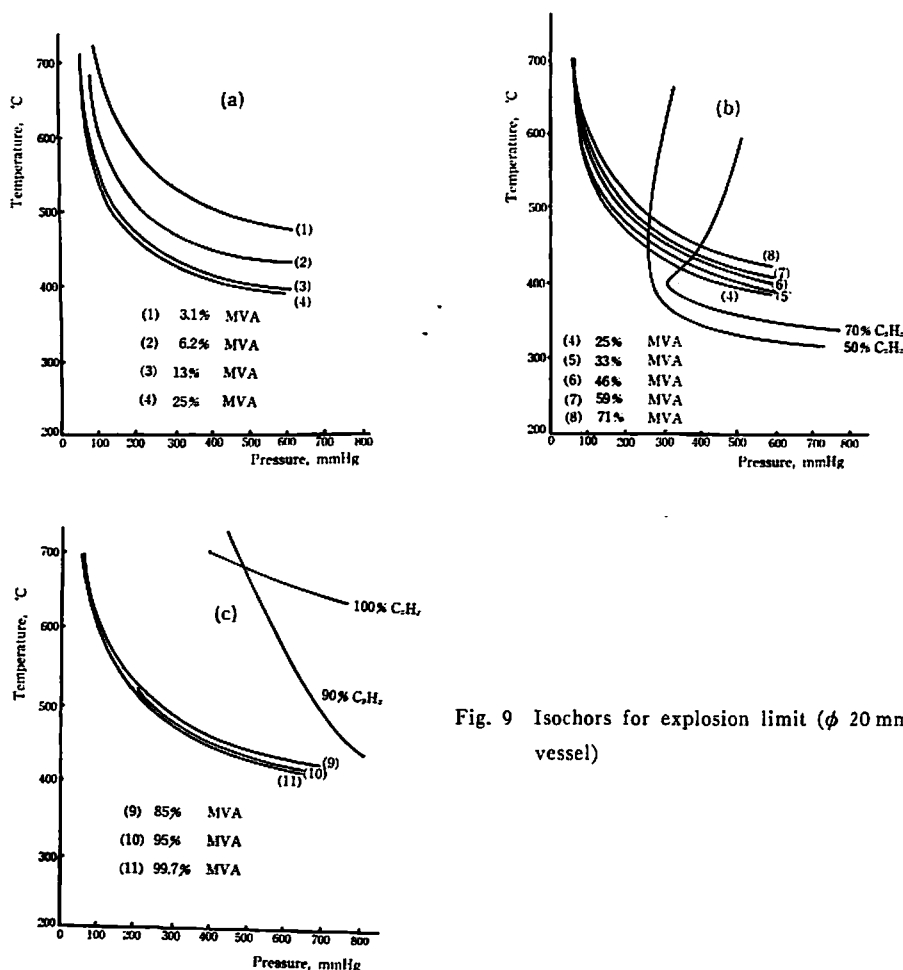 (a)
Temperature, °C
700
600
500
400
300
200
0 100 200 300 400 500 600 700 800
Pressure, mmHg
(1)
(2)
(3)
(4)
(1) 3.1% MVA
(2) 6.2% MVA
(3) 13% MVA
(4) 25% MVA
(b)
Temperature, °C
700
600
500
400
300
200
100 200 300 400 500 600 700 800
Pressure, mmHg
(8)
(7)
(6)
(4) (5)
70% C₂H₂
50% C₂H₂
(4) 25% MVA
(5) 33% MVA
(6) 46% MVA
(7) 59% MVA
(8) 71% MVA
(c)
Temperature, °C
700
600
500
400
300
200
0 100 200 300 400 500 600 700 800
Pressure, mmHg
100% C₂H₂
90% C₂H₂
(9)
(10)
(11)
(9) 85% MVA
(10) 95% MVA
(11) 99.7% MVA
Fig. 9 Isochors for explosion limit (ϕ 20 mm
vessel)